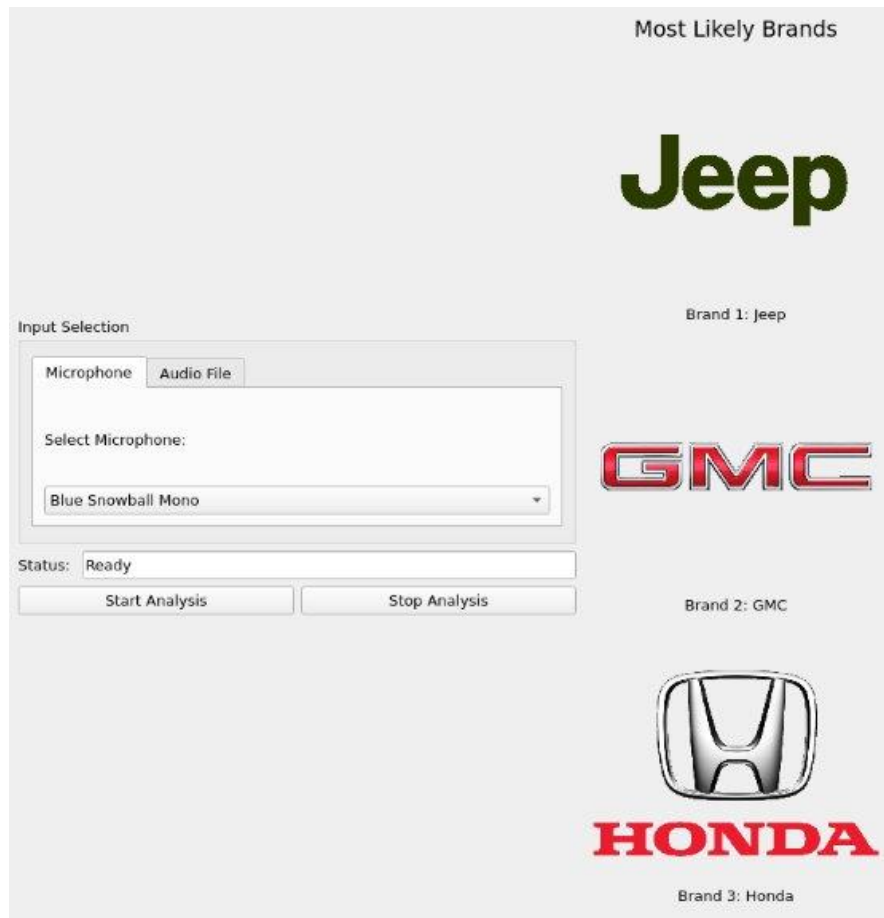 Most Likely Brands
Jeep
Brand 1: Jeep
Input Selection
Microphone Audio File
Select Microphone:
Blue Snowball Mono
GMC
Status: Ready
Start Analysis Stop Analysis
Brand 2: GMC
HONDA
Brand 3: Honda